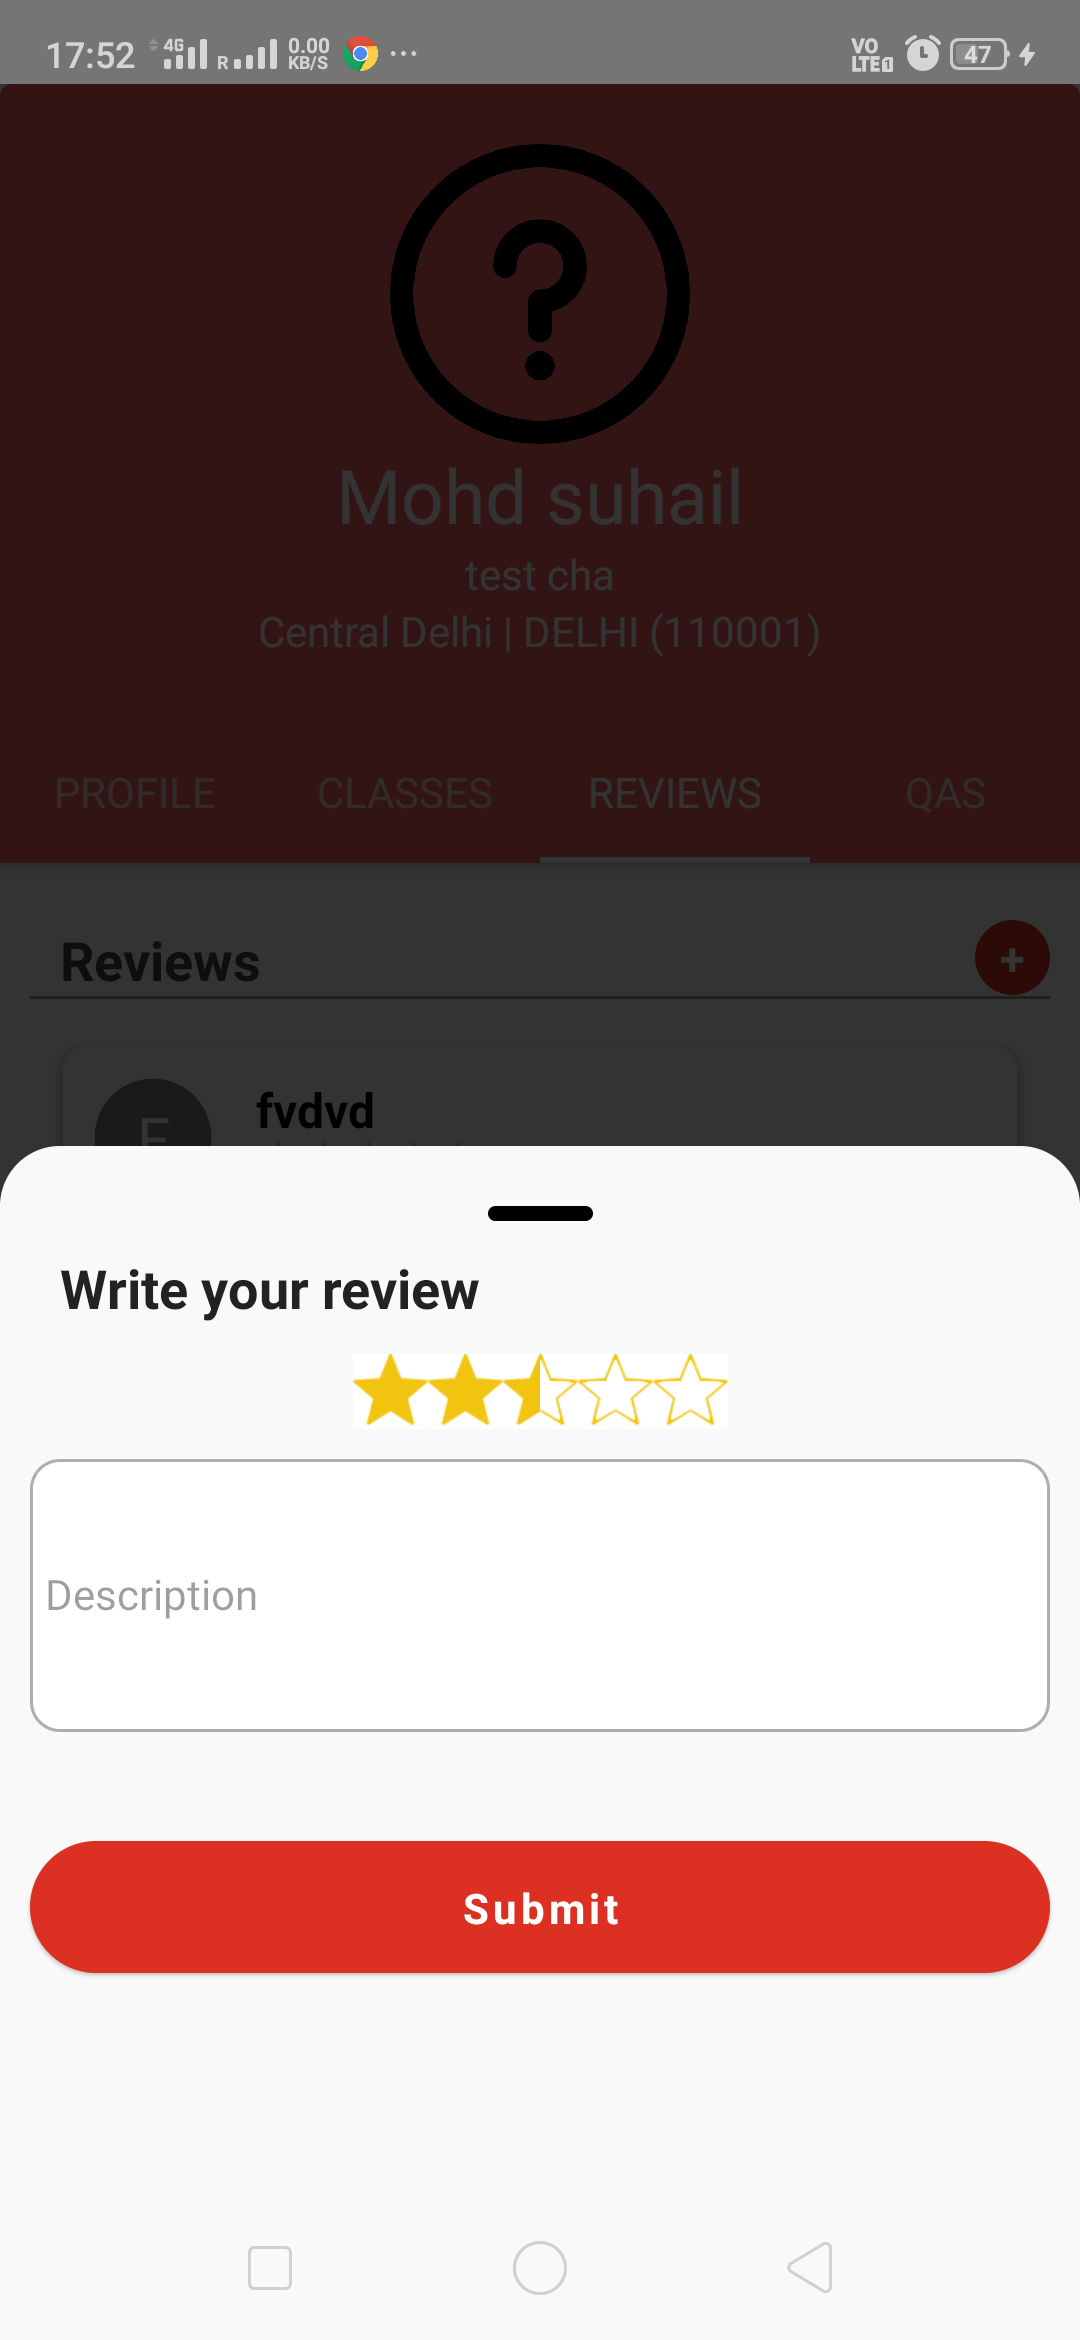 17:52 4G R 0.00 KB/S ... VO LTE1 47
Mohd suhail
test cha
Central Delhi | DELHI (110001)
PROFILE CLASSES REVIEWS QAS
Reviews +
F fvdvd
Write your review
Description
Submit